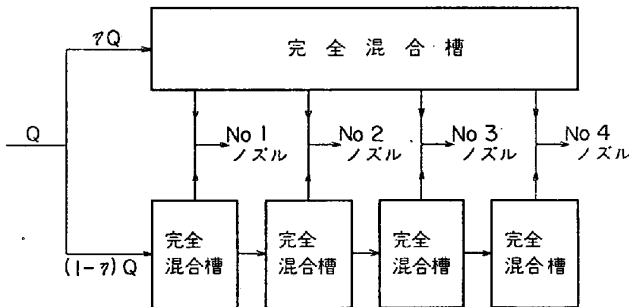 ηQ
完全混合槽
Q
No 1
ノズル
No 2
ノズル
No 3
ノズル
No 4
ノズル
(1-η)Q
完全
混合槽
完全
混合槽
完全
混合槽
完全
混合槽